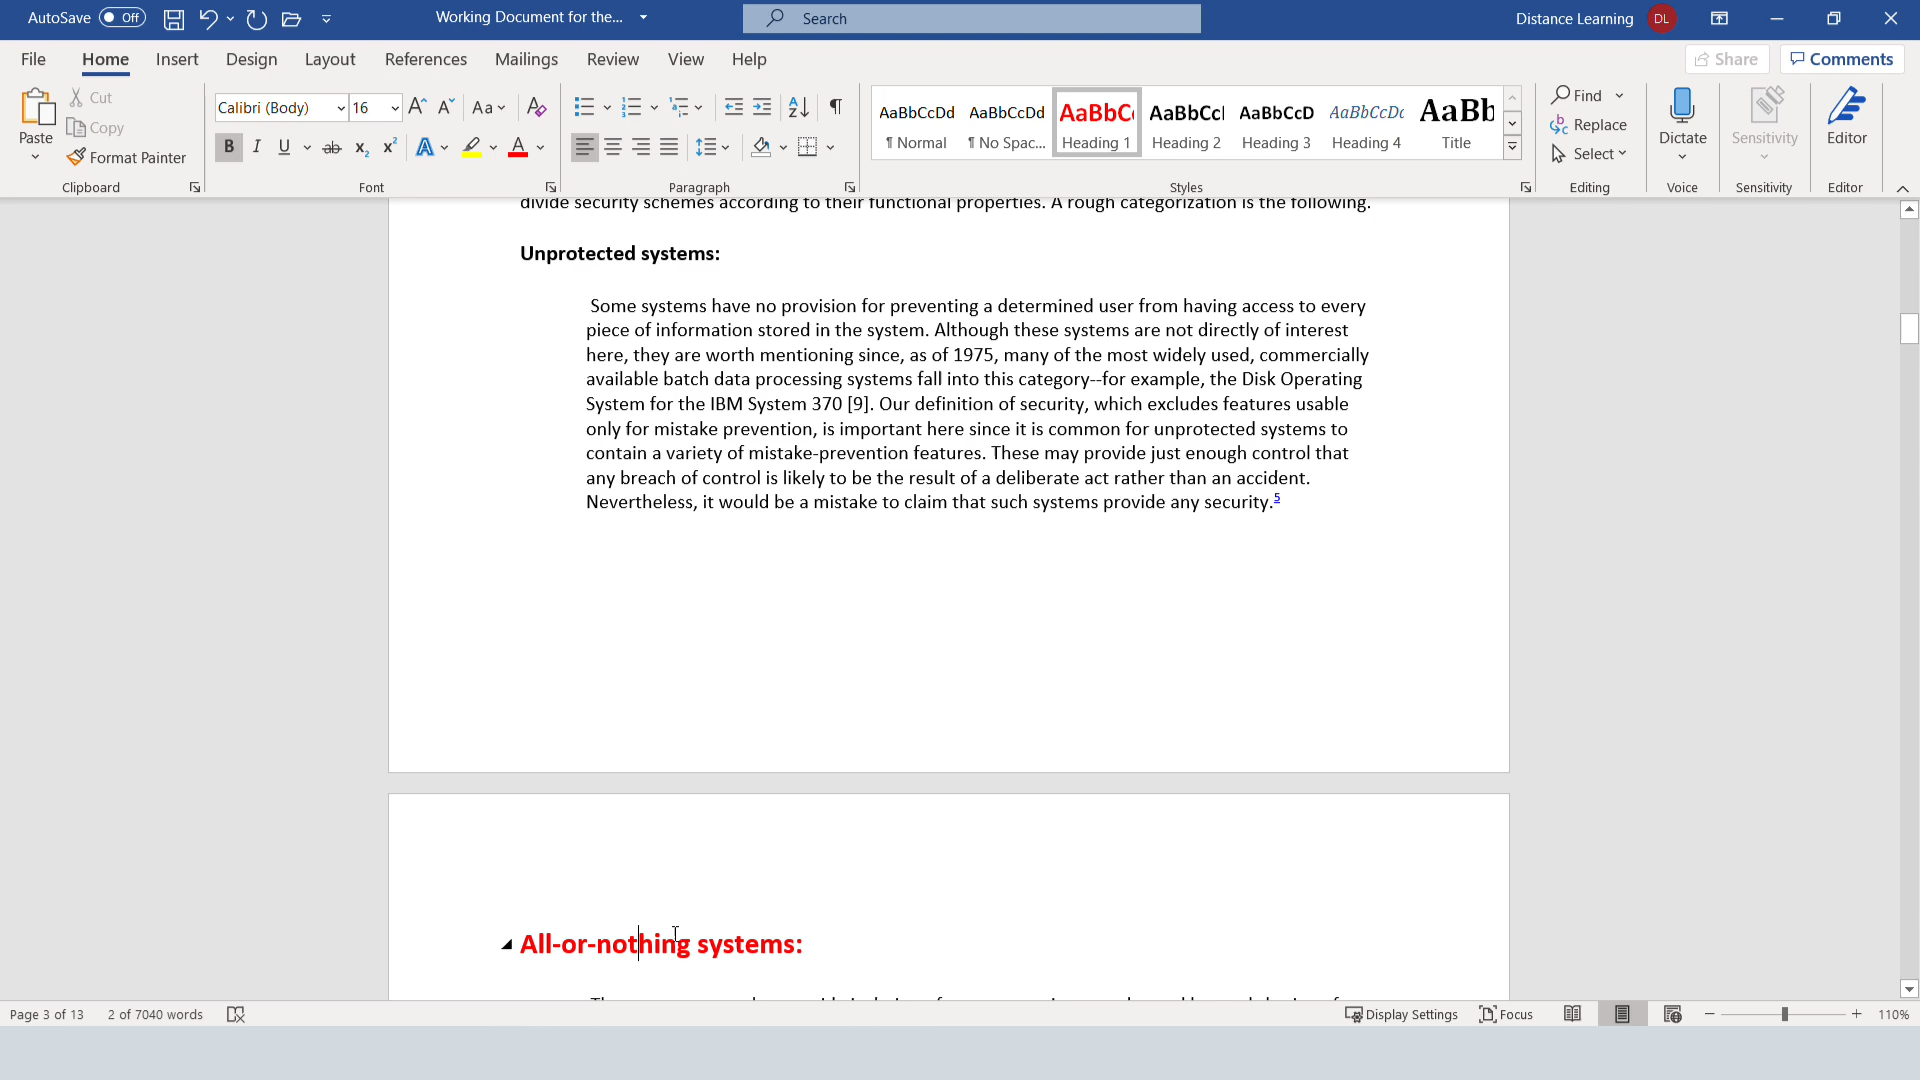 AutoSave Off
Working Document for the...
Search
Distance Learning DL
File Home Insert Design Layout References Mailings Review View Help
Share Comments
Paste
Cut
Copy
Format Painter
Clipboard
Calibri (Body) 16
Font
Paragraph
AaBbCcDd AaBbCcDd AaBbC AaBbCcl AaBbCcD AaBbCcDc AaBb
¶ Normal ¶ No Spac... Heading 1 Heading 2 Heading 3 Heading 4 Title
Styles
Find
Replace
Select
Editing
Dictate
Voice
Sensitivity
Sensitivity
Editor
Editor
divide security schemes according to their functional properties. A rough categorization is the following.
Unprotected systems:
Some systems have no provision for preventing a determined user from having access to every
piece of information stored in the system. Although these systems are not directly of interest
here, they are worth mentioning since, as of 1975, many of the most widely used, commercially
available batch data processing systems fall into this category--for example, the Disk Operating
System for the IBM System 370 [9]. Our definition of security, which excludes features usable
only for mistake prevention, is important here since it is common for unprotected systems to
contain a variety of mistake-prevention features. These may provide just enough control that
any breach of control is likely to be the result of a deliberate act rather than an accident.
Nevertheless, it would be a mistake to claim that such systems provide any security.5
All-or-nothing systems:
Page 3 of 13 2 of 7040 words
Display Settings Focus 110%